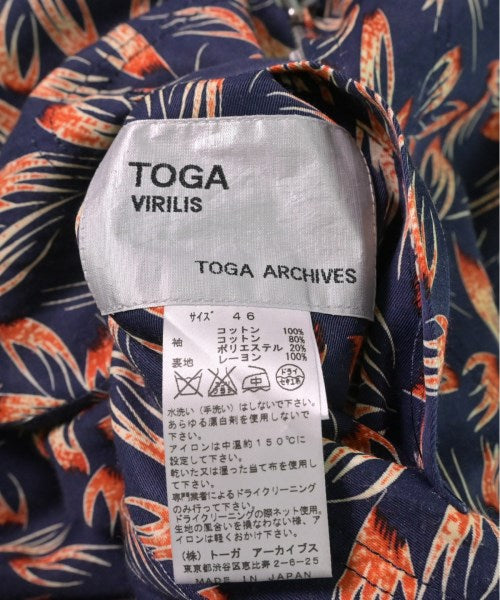 TOGA
VIRILIS
TOGA ARCHIVES
サイズ 46
コットン 100%
袖 コットン 80%
ポリエステル 20%
裏地 レーヨン 100%
ドライ
セキユ系
水洗い（手洗い）はしないで下さい。
あらゆる漂白剤を使用しないで
下さい。
アイロンは中温約150℃に
設定して下さい。
乾いた又は湿った当て布を使用し
て下さい。
専門業者によるドライクリーニング
のみ行って下さい。
ドライクリーニングの際ネット使用。
生地の風合いを損なわない様、ア
イロンは軽くおかけ下さい。
（株）トーガ アーカイブス
東京都渋谷区恵比寿2-6-25
MADE IN JAPAN